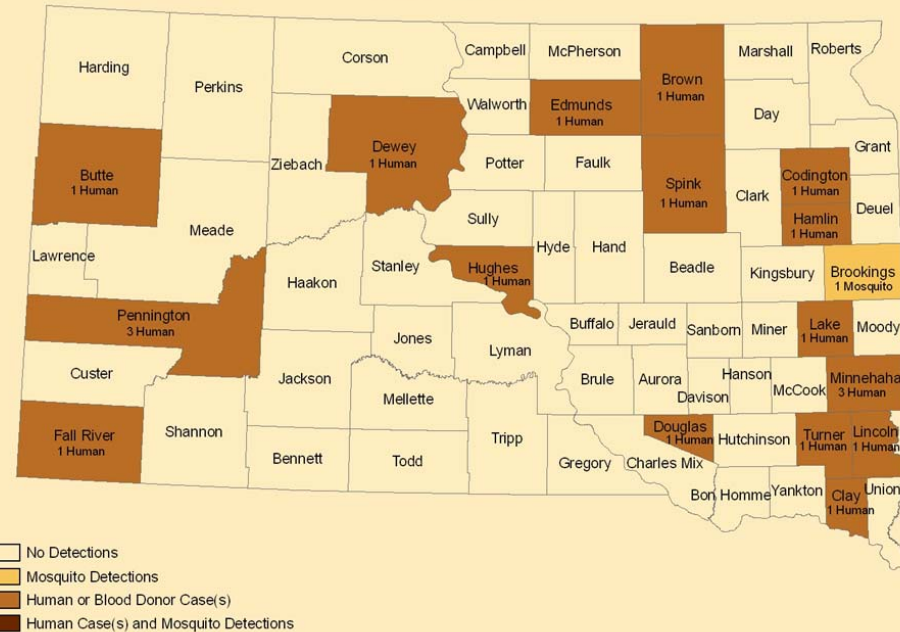 Harding
Perkins
Corson
Campbell
McPherson
Brown
1 Human
Marshall
Roberts
Walworth
Edmunds
1 Human
Day
Grant
Butte
1 Human
Ziebach
Dewey
1 Human
Potter
Faulk
Spink
1 Human
Clark
Codington
1 Human
Hamlin
1 Human
Deuel
Meade
Sully
Lawrence
Haakon
Stanley
Hughes
1 Human
Hyde
Hand
Beadle
Kingsbury
Brookings
1 Mosquito
Pennington
3 Human
Jones
Lyman
Buffalo
Jerauld
Sanborn
Miner
Lake
1 Human
Moody
Custer
Jackson
Mellette
Brule
Aurora
Davison
Hanson
McCook
Minnehaha
3 Human
Fall River
1 Human
Shannon
Bennett
Todd
Tripp
Gregory
Charles Mix
Douglas
1 Human
Hutchinson
Turner
1 Human
Lincoln
1 Human
Bon Homme
Yankton
Clay
1 Human
Union
No Detections
Mosquito Detections
Human or Blood Donor Case(s)
Human Case(s) and Mosquito Detections